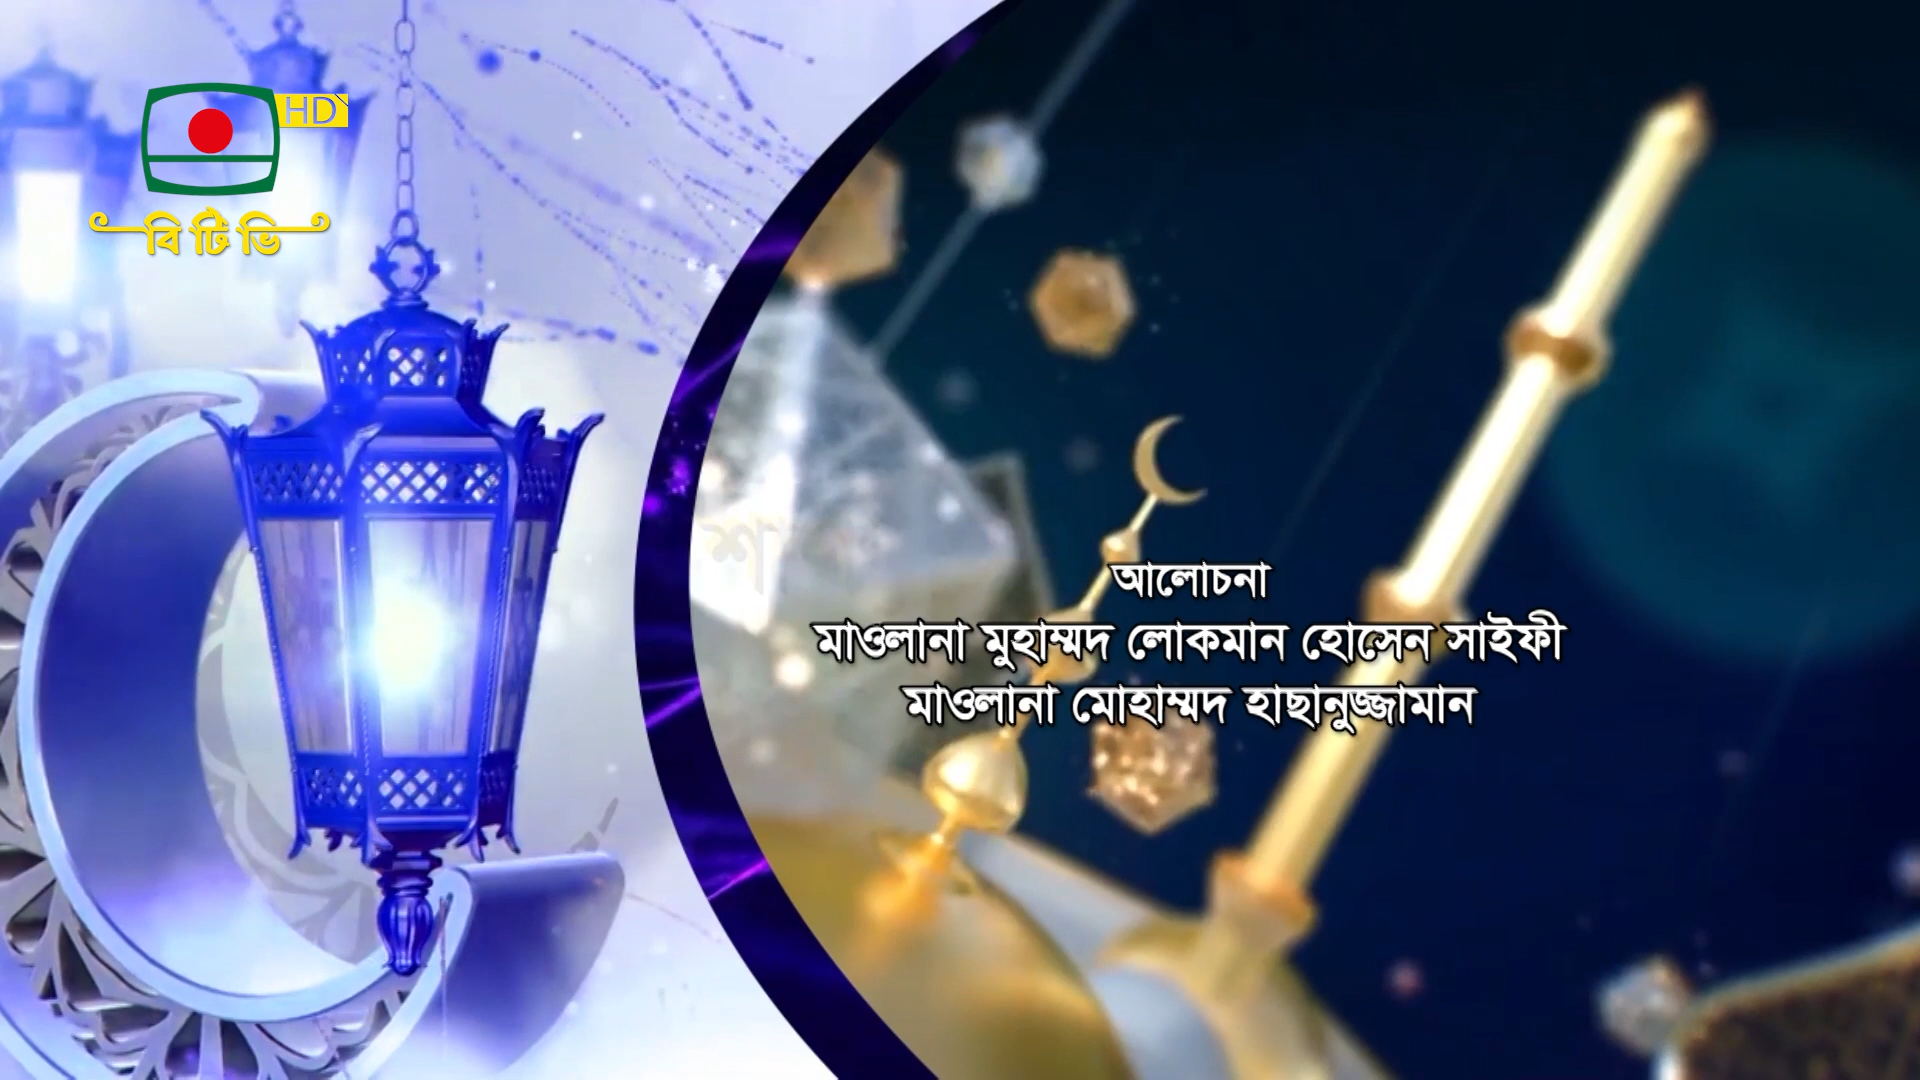 HD
বিটিভি
আলোচনা
মাওলানা মুহাম্মদ লোকমান হোসেন সাইফী
মাওলানা মোহাম্মদ হাছানুজ্জামান